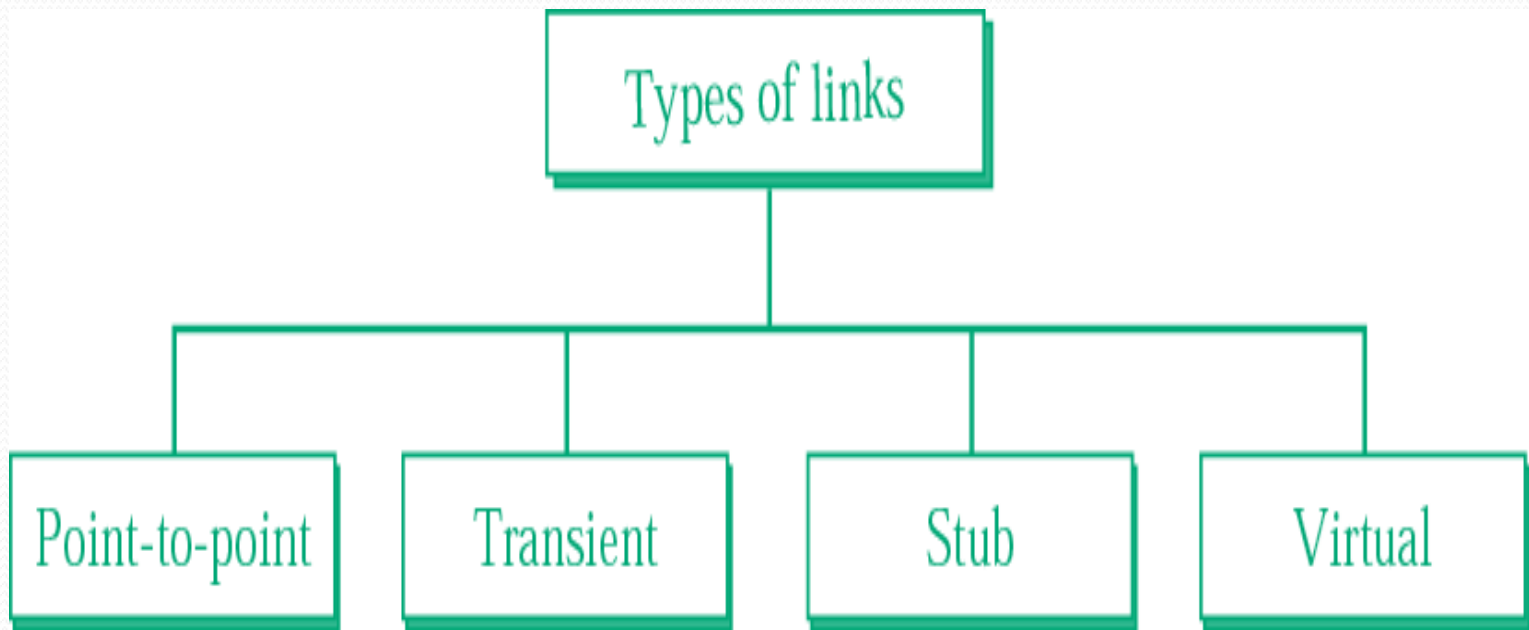 Types of links
Point-to-point
Transient
Stub
Virtual